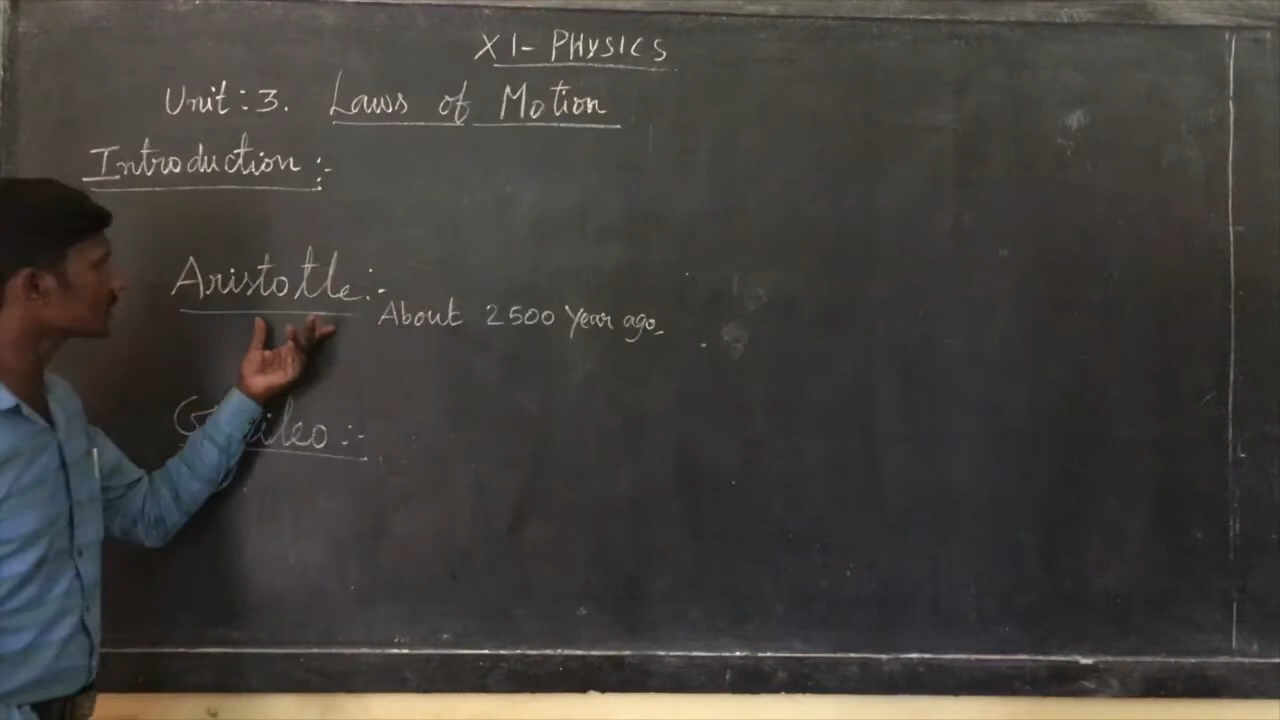 XI - PHYSICS
Unit : 3. Laws of Motion
Introduction :-
Aristotle :-
About 2500 Year ago.